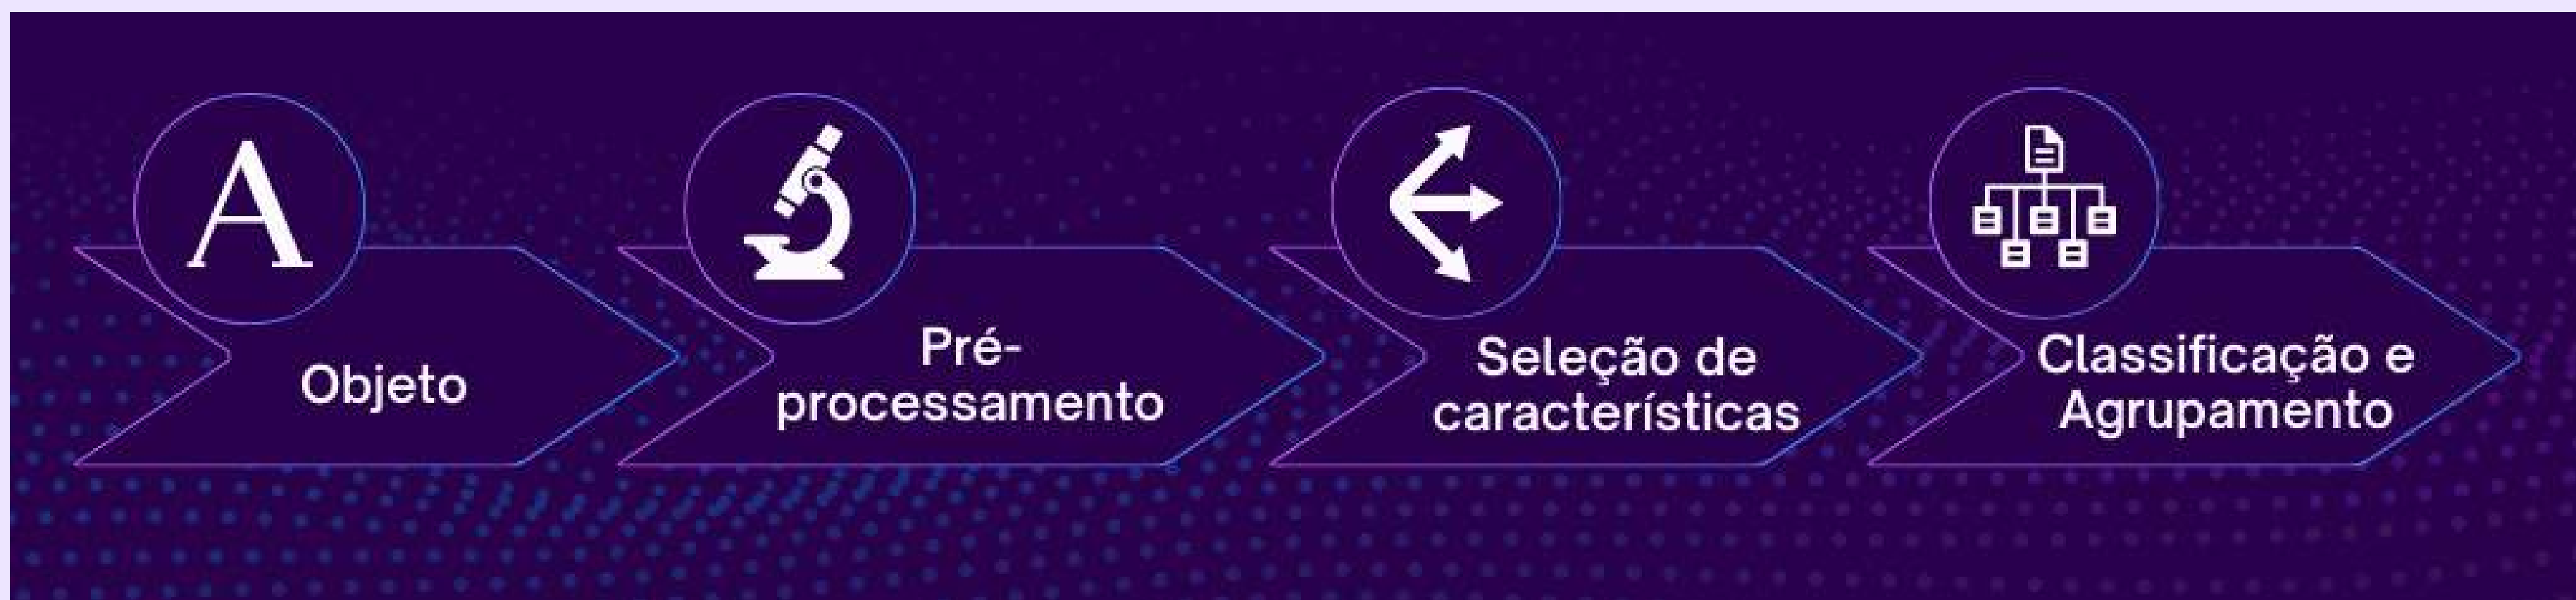 A
Objeto
Pré-
processamento
Seleção de
características
Classificação e
Agrupamento